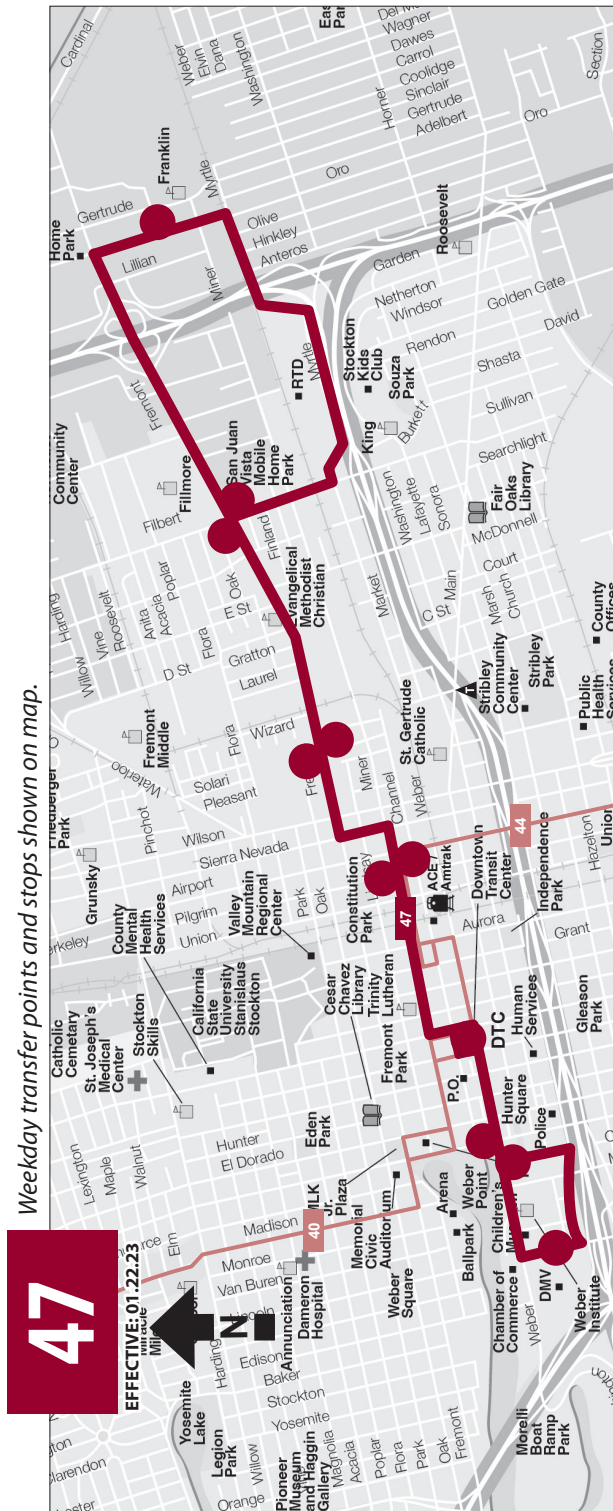 47
EFFECTIVE: 01.22.23
Weekday transfer points and stops shown on map.
N
Miracle
Mile
Yosemite
Lake
Legion
Park
Pioneer
Museum
and Haggin
Gallery
Orange
Willow
Yosemite
Stockton
Baker
Edison
Harding
Lincoln
Van Buren
Monroe
Madison
Elm
Magnolia
Acacia
Poplar
Flora
Park
Oak
Fremont
Annunciation
Dameron
Hospital
40
MLK
Jr.
Plaza
Memorial
Civic
Auditorium
Weber
Square
Arena
Ballpark
Weber
Point
Chamber of
Commerce
DMV
Weber
Institute
Weber
Morelli
Boat
Ramp
Park
Lexington
Maple
Walnut
Hunter
El Dorado
Eden
Park
Catholic
Cemetary
St. Joseph's
Medical
Center
Stockton
Skills
County
Mental
Health
Services
California
State
University
Stanislaus
Stockton
Valley
Mountain
Regional
Center
Cesar
Chavez
Library
Trinity
Lutheran
Fremont
Park
P.O.
DTC
Hunter
Square
Police
Human
Services
Gleason
Park
Downtown
Transit
Center
Independence
Park
ACE /
Amtrak
Aurora
Grant
47
44
Constitution
Park
Union
Pilgrim
Airport
Sierra Nevada
Wilson
Park
Oak
Grunsky
Pinchot
Waterloo
Solari
Pleasant
Flora
Wizard
Fremont
Middle
Miner
Channel
Weber
St. Gertrude
Catholic
Hazelton
Union
Public
Health
Services
County
Offices
Stribley
Community
Center
Stribley
Park
Harding
Willow
Vine
Roosevelt
Anita
Acacia
Poplar
D St
Flora
E St
Oak
Gratton
Laurel
Evangelical
Methodist
Christian
Finland
Filbert
Fillmore
San Juan
Vista
Mobile
Home
Park
Community
Center
Market
C St
Main
Marsh
Court
Church
McDonnell
Fair
Oaks
Library
Washington
Lafayette
Sonora
King
Burkett
Souza
Park
Stockton
Kids
Club
RTD
Myrtle
Searchlight
Sullivan
Shasta
Rendon
Windsor
Netherton
Garden
Golden Gate
David
Roosevelt
Fremont
Miner
Lillian
Home
Park
Gertrude
Franklin
Myrtle
Olive
Hinkley
Anteros
Oro
Oro
Cardinal
Weber
Elvin
Dana
Washington
Wagner
Dawes
Carrol
Coolidge
Sinclair
Gertrude
Adelbert
Horner
Section